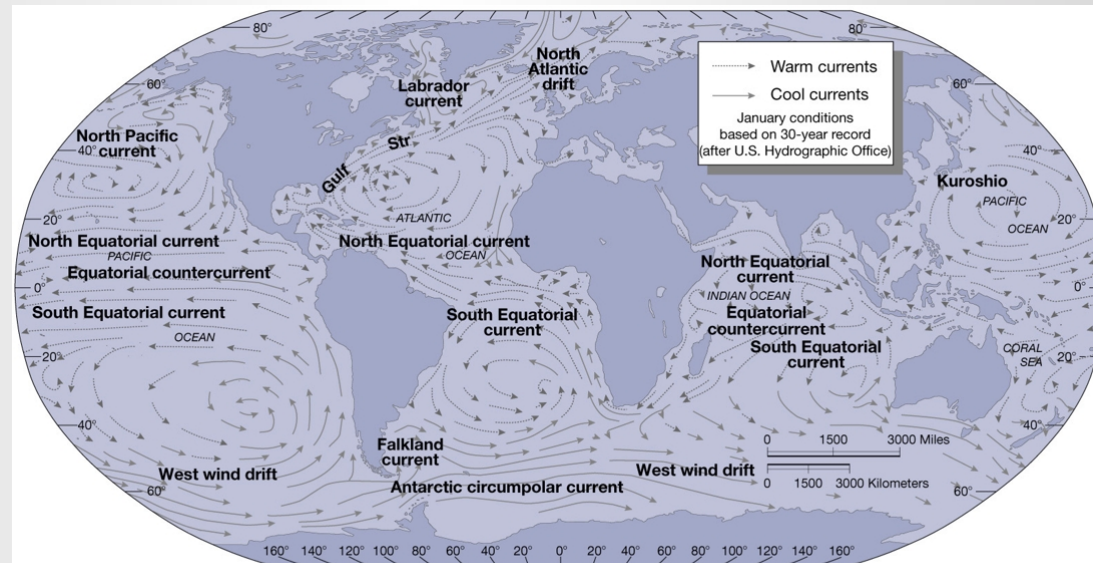 80°
80°
North
Atlantic
drift
Warm currents
Cool currents
January conditions
based on 30-year record
(after U.S. Hydrographic Office)
60°
60°
Labrador
current
North Pacific
current
40°
40°
Gulf
Str
Kuroshio
PACIFIC
OCEAN
20°
20°
ATLANTIC
OCEAN
North Equatorial current
PACIFIC
North Equatorial current
Equatorial countercurrent
North Equatorial
current
0°
0°
INDIAN OCEAN
South Equatorial current
OCEAN
South Equatorial
current
Equatorial
countercurrent
South Equatorial
current
CORAL
SEA
20°
20°
40°
40°
Falkland
current
0 1500 3000 Miles
0 1500 3000 Kilometers
West wind drift
West wind drift
Antarctic circumpolar current
60°
60°
160° 140° 120° 100° 80° 60° 40° 20° 0° 20° 40° 60° 80° 100° 120° 140° 160°